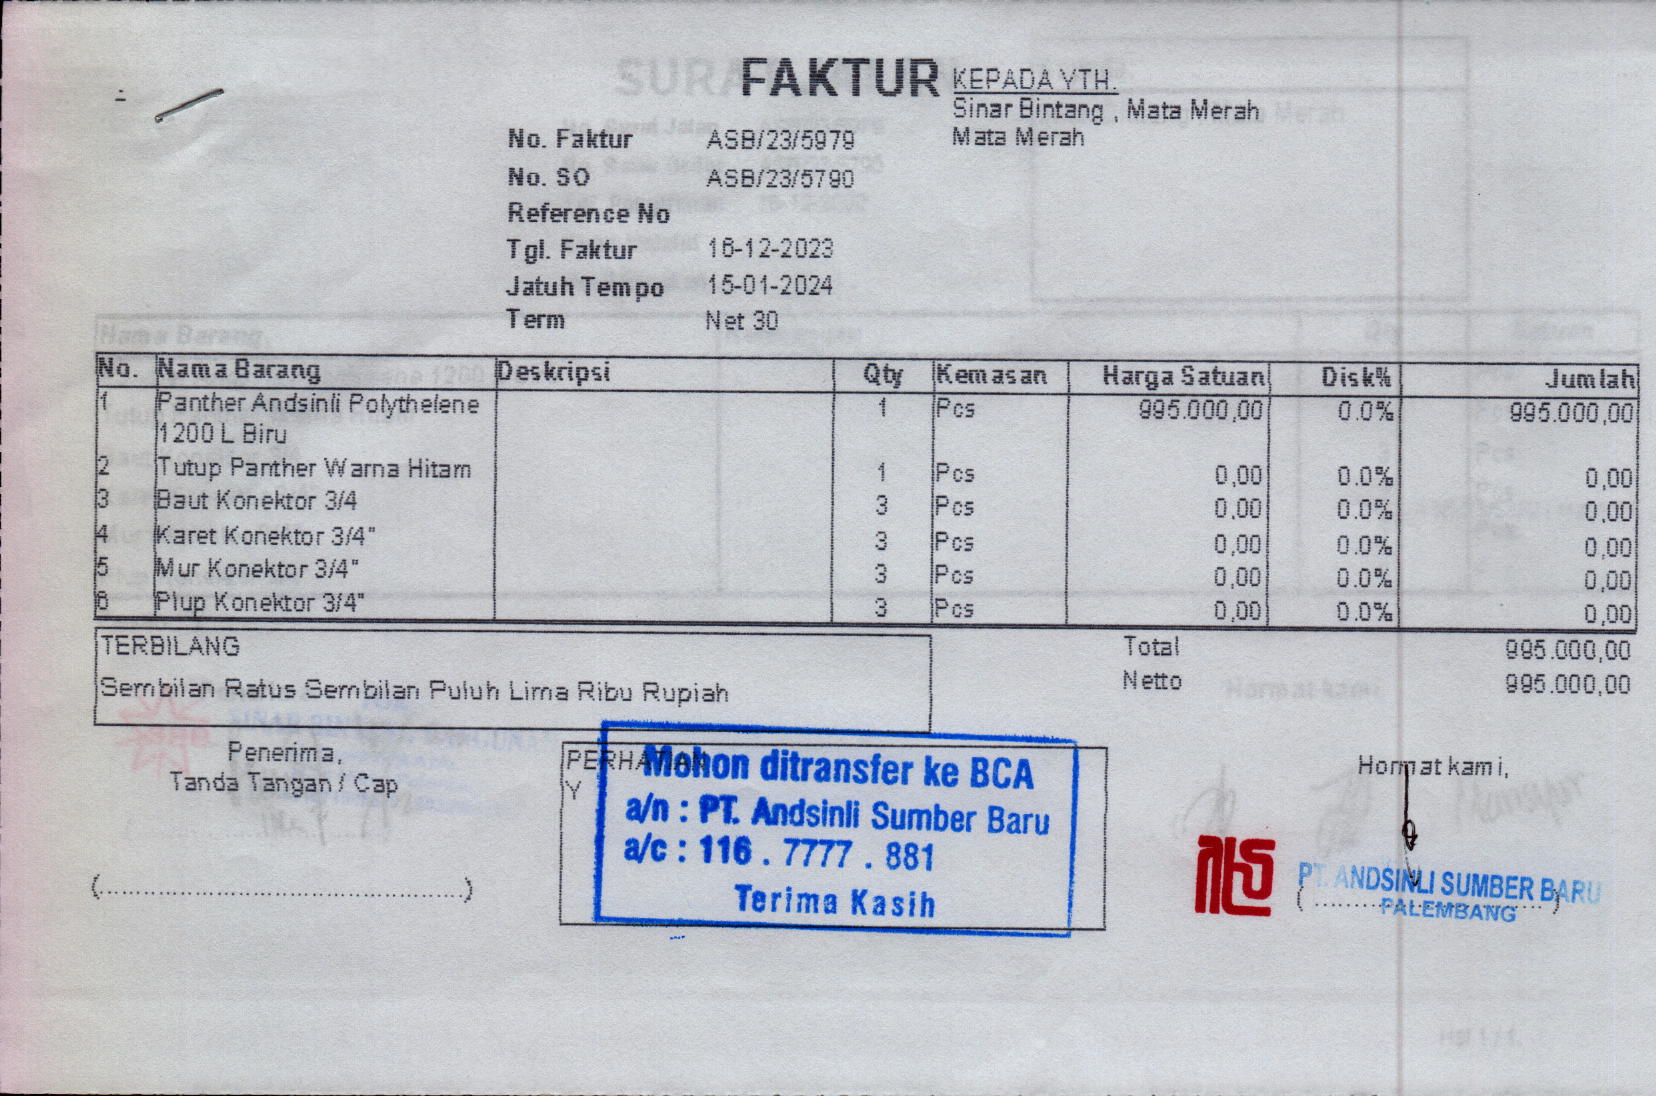 FAKTUR
KEPADA YTH.
Sinar Bintang , Mata Merah
Mata Merah
No. Faktur ASB/23/5979
No. SO ASB/23/5790
Reference No
Tgl. Faktur 16-12-2023
Jatuh Tempo 15-01-2024
Term Net 30
No. Nama Barang Deskripsi Qty Kemasan Harga Satuan Disk% Jumlah
1 Panther Andsinli Polythelene 1 Pcs 995.000,00 0.0% 995.000,00
1200 L Biru
2 Tutup Panther Warna Hitam 1 Pcs 0,00 0.0% 0,00
3 Baut Konektor 3/4 3 Pcs 0,00 0.0% 0,00
4 Karet Konektor 3/4" 3 Pcs 0,00 0.0% 0,00
5 Mur Konektor 3/4" 3 Pcs 0,00 0.0% 0,00
6 Plup Konektor 3/4" 3 Pcs 0,00 0.0% 0,00
TERBILANG
Sembilan Ratus Sembilan Puluh Lima Ribu Rupiah
Total 995.000,00
Netto 995.000,00
Penerima,
Tanda Tangan / Cap
(..........................................)
PERHATIAN
Y
Mohon ditransfer ke BCA
a/n : PT. Andsinli Sumber Baru
a/c : 116 . 7777 . 881
Terima Kasih
Hormat kami,
PT. ANDSINLI SUMBER BARU
PALEMBANG
(............................)